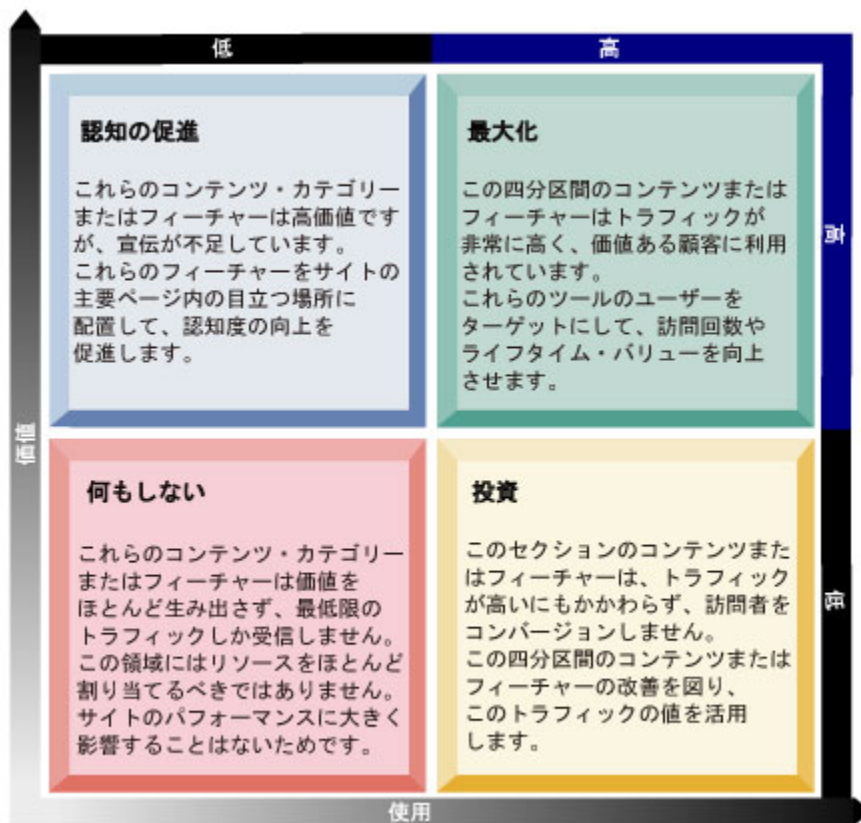 低
高
認知の促進
これらのコンテンツ・カテゴリー
またはフィーチャーは高価値です
が、宣伝が不足しています。
これらのフィーチャーをサイトの
主要ページ内の目立つ場所に
配置して、認知度の向上を
促進します。
最大化
この四分区間のコンテンツまたは
フィーチャーはトラフィックが
非常に高く、価値ある顧客に利用
されています。
これらのツールのユーザーを
ターゲットにして、訪問回数や
ライフタイム・バリューを向上
させます。
高
価値
何もしない
これらのコンテンツ・カテゴリー
またはフィーチャーは価値を
ほとんど生み出さず、最低限の
トラフィックしか受信しません。
この領域にはリソースをほとんど
割り当てるべきではありません。
サイトのパフォーマンスに大きく
影響することはないためです。
投資
このセクションのコンテンツまた
はフィーチャーは、トラフィック
が高いにもかかわらず、訪問者を
コンバージョンしません。
この四分区間のコンテンツまたは
フィーチャーの改善を図り、
このトラフィックの値を活用
します。
低
使用